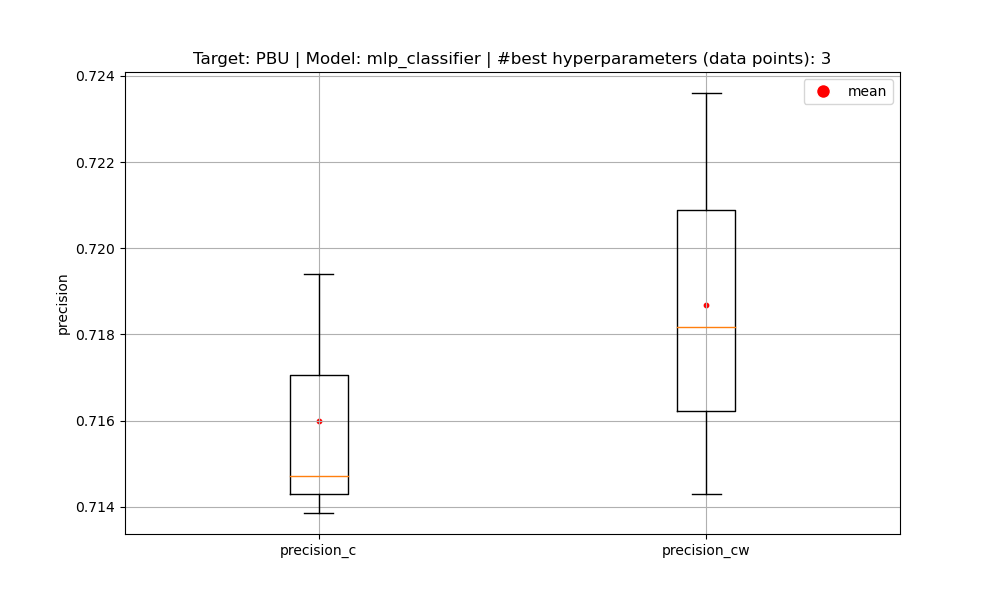 Target: PBU | Model: mlp_classifier | #best hyperparameters (data points): 3
mean
0.724
0.722
0.720
0.718
0.716
0.714
precision
precision_c
precision_cw